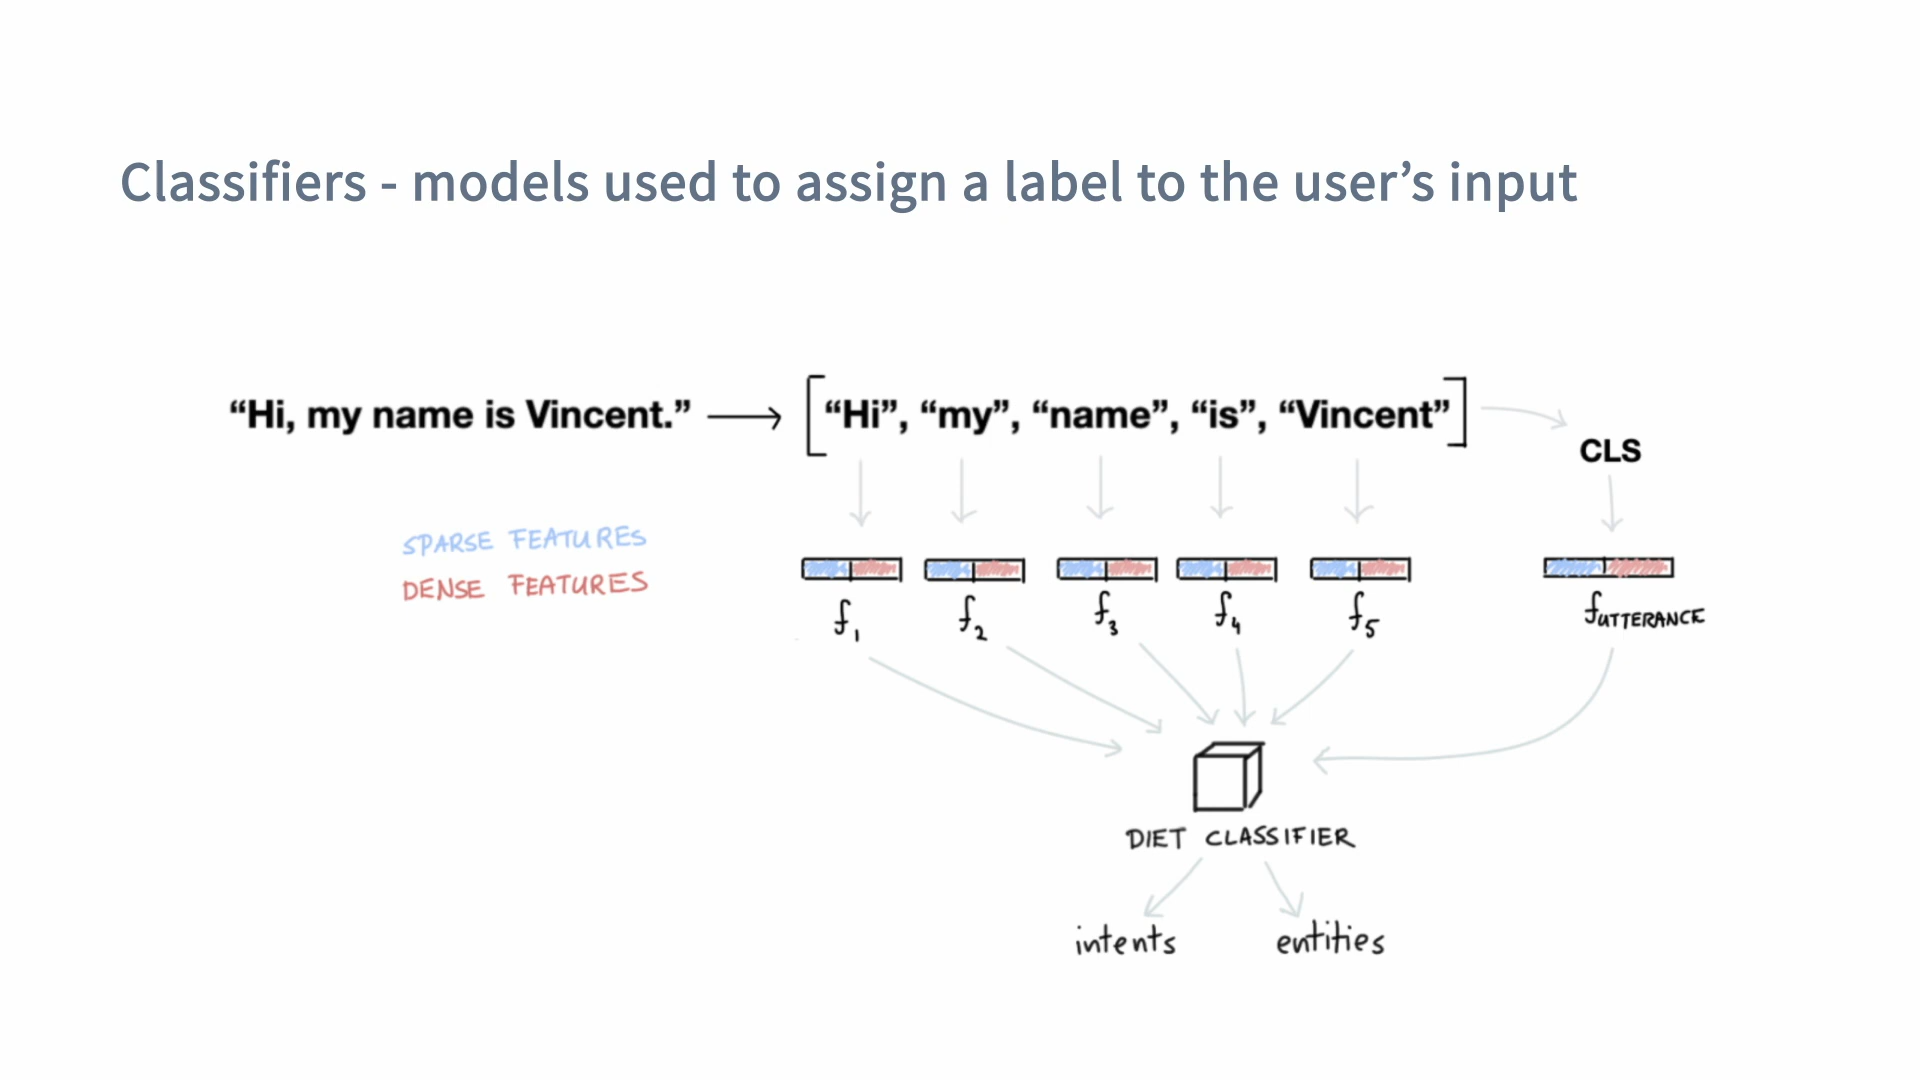 Classifiers - models used to assign a label to the user’s input
“Hi, my name is Vincent.” [“Hi”, “my”, “name”, “is”, “Vincent”]
CLS
SPARSE FEATURES
DENSE FEATURES
f1 f2 f3 f4 f5 fUTTERANCE
DIET CLASSIFIER
intents entities